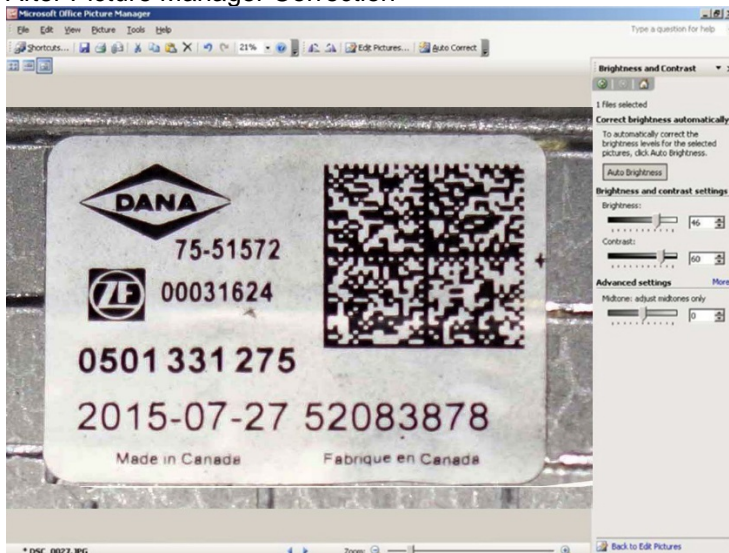 After Picture Manager Correction
Microsoft Office Picture Manager
File Edit View Picture Tools Help
Type a question for help
Shortcuts... 21% Edit Pictures... Auto Correct
Brightness and Contrast
1 files selected
Correct brightness automatically
To automatically correct the
brightness levels for the selected
pictures, click Auto Brightness.
Auto Brightness
Brightness and contrast settings
Brightness:
46
Contrast:
60
Advanced settings More
Midtone: adjust midtones only
0
DANA
75-51572
ZF 00031624
0501 331 275
2015-07-27 52083878
Made in Canada Fabrique en Canada
* DSC_0027.JPG Zoom:
Back to Edit Pictures